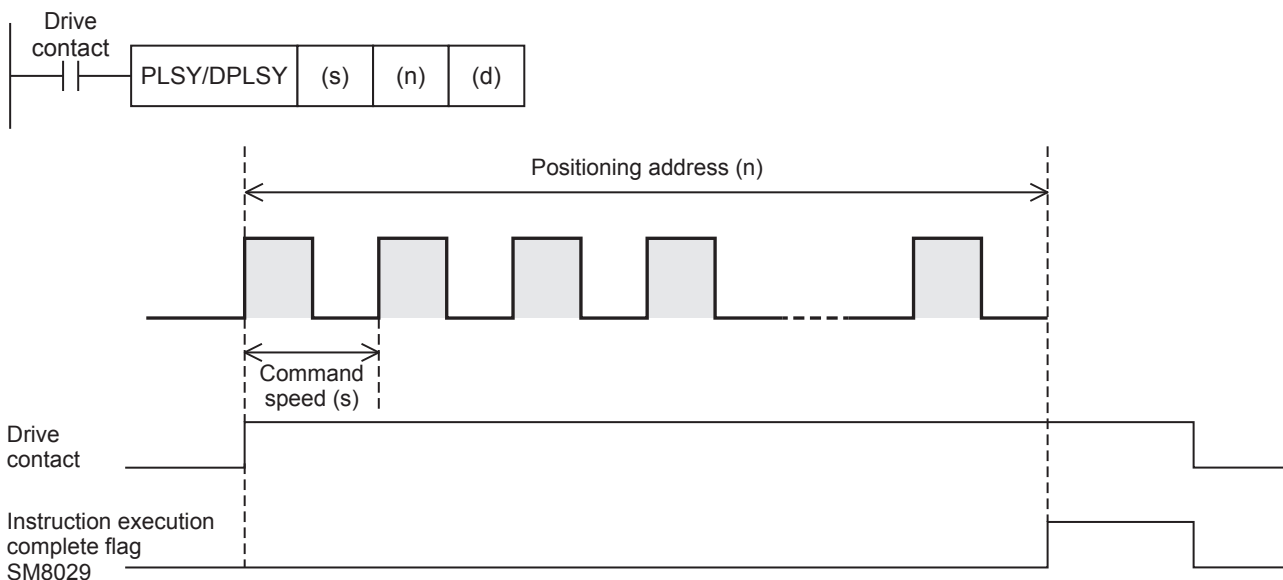 Drive
contact
PLSY/DPLSY (s) (n) (d)
Positioning address (n)
Command
speed (s)
Drive
contact
Instruction execution
complete flag
SM8029